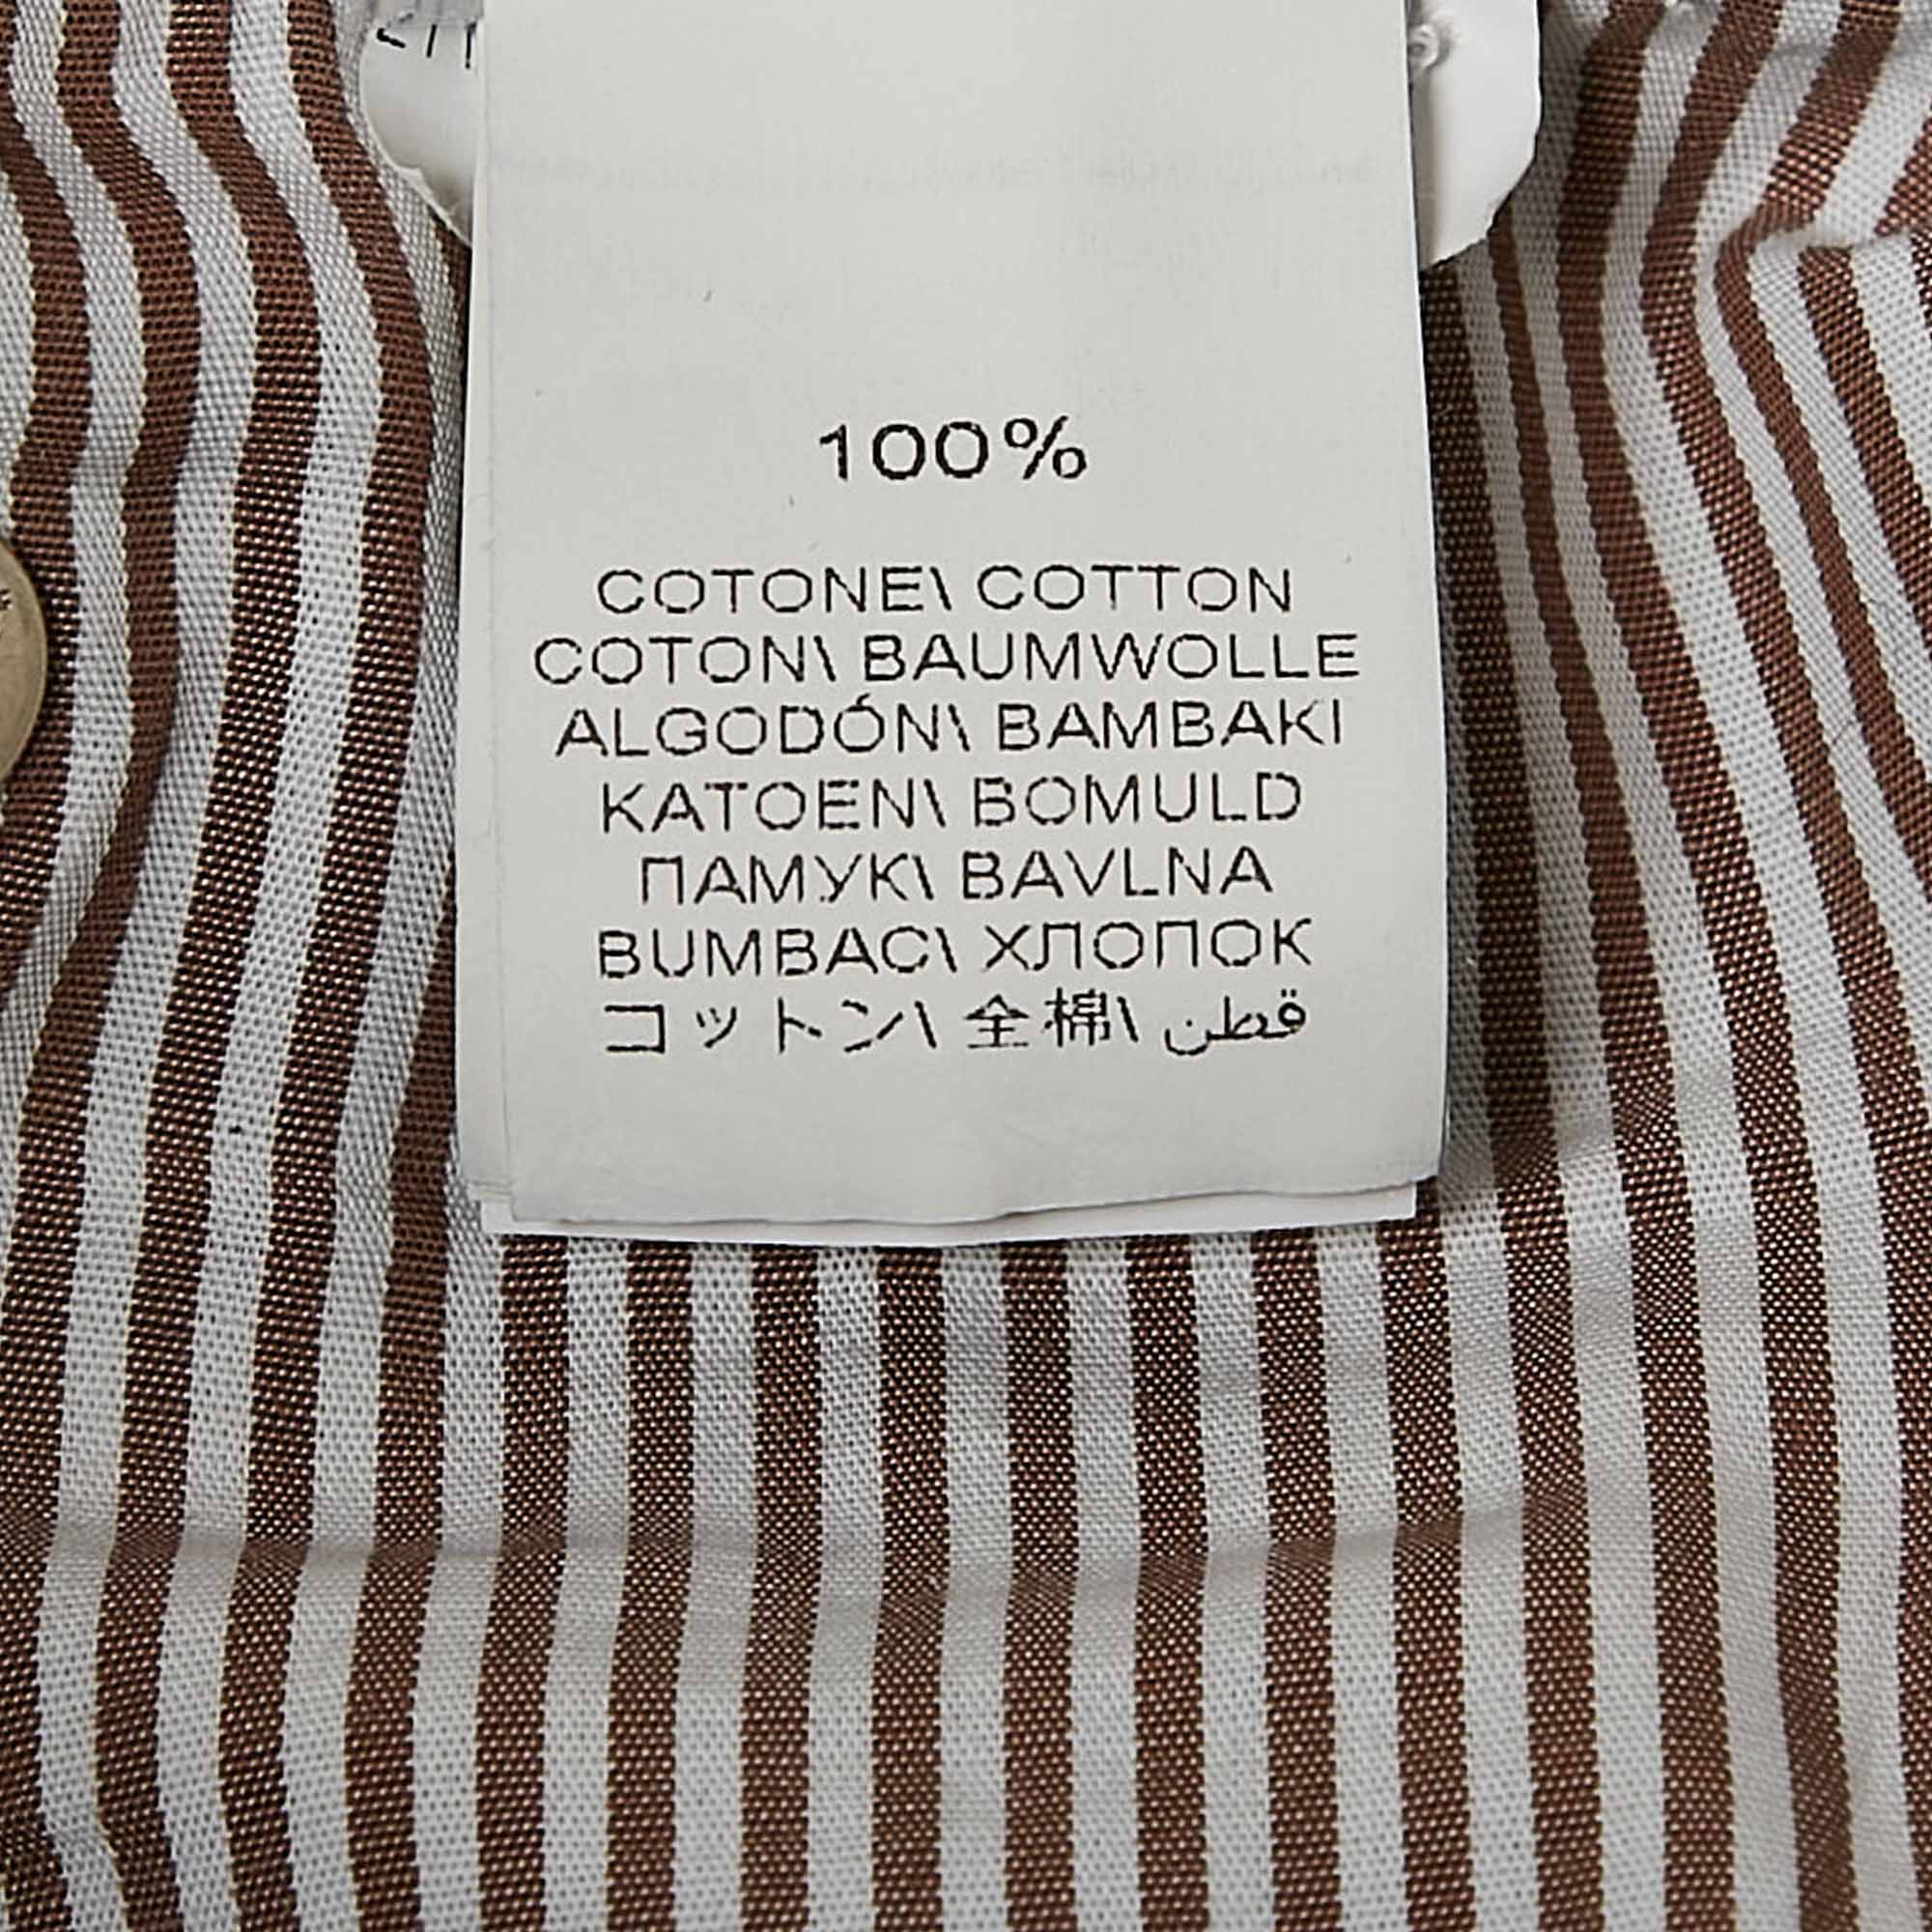 100%
COTONE\ COTTON
COTON\ BAUMWOLLE
ALGODÓN\ BAMBAKI
KATOEN\ BOMULD
ПАМУК\ BAVLNA
BUMBAC\ ХЛОПОК
コットン\ 全棉\ قطن